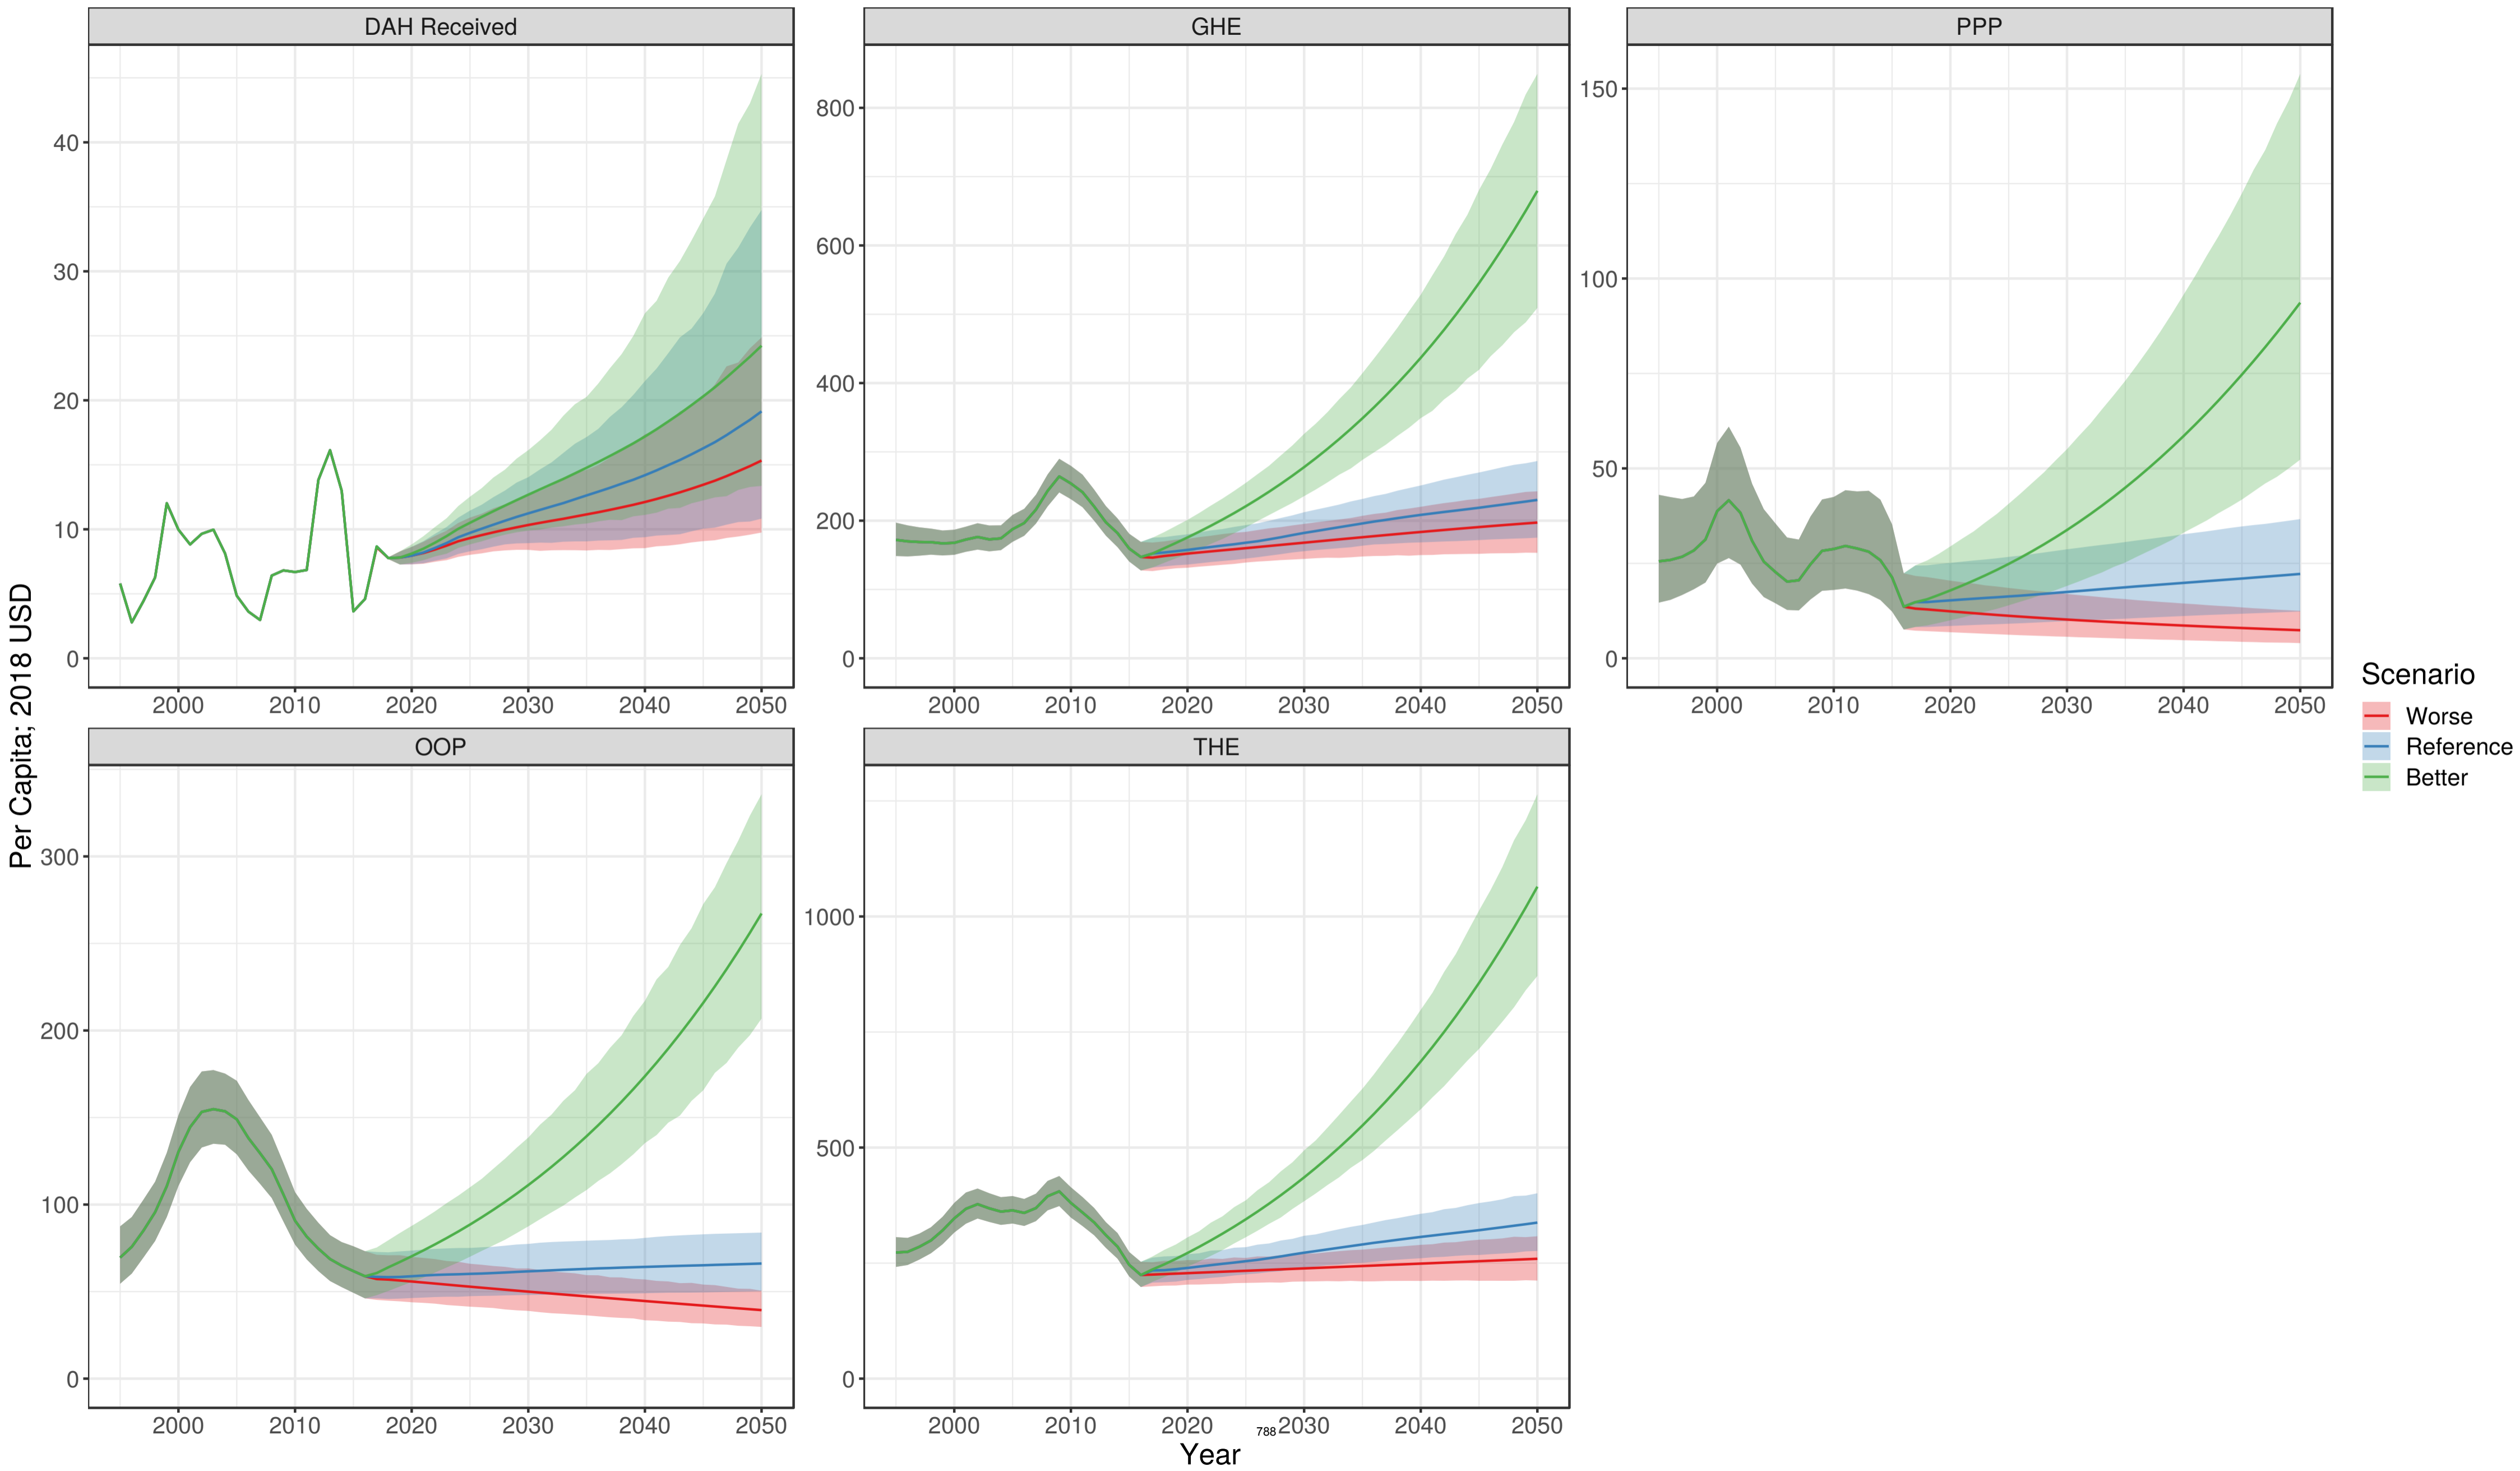 DAH Received
GHE
PPP
40
30
20
10
0
800
600
400
200
0
150
100
50
0
2000 2010 2020 2030 2040 2050
2000 2010 2020 2030 2040 2050
2000 2010 2020 2030 2040 2050
Per Capita; 2018 USD
OOP
THE
300
200
100
0
1000
500
0
2000 2010 2020 2030 2040 2050
2000 2010 2020 2030 2040 2050
788
Year
Scenario
Worse
Reference
Better